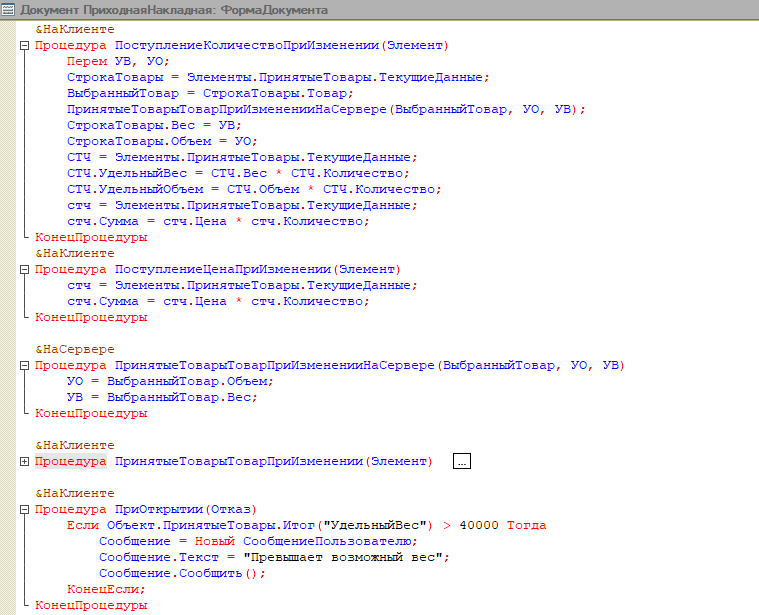 Документ ПриходнаяНакладная: ФормаДокумента
&НаКлиенте
Процедура ПоступлениеКоличествоПриИзменении(Элемент)
Перем УВ, УО;
СтрокаТовары = Элементы.ПринятыеТовары.ТекущиеДанные;
ВыбранныйТовар = СтрокаТовары.Товар;
ПринятыеТоварыТоварПриИзмененииНаСервере(ВыбранныйТовар, УО, УВ);
СтрокаТовары.Вес = УВ;
СтрокаТовары.Объем = УО;
СТЧ = Элементы.ПринятыеТовары.ТекущиеДанные;
СТЧ.УдельныйВес = СТЧ.Вес * СТЧ.Количество;
СТЧ.УдельныйОбъем = СТЧ.Объем * СТЧ.Количество;
стч = Элементы.ПринятыеТовары.ТекущиеДанные;
стч.Сумма = стч.Цена * стч.Количество;
КонецПроцедуры
&НаКлиенте
Процедура ПоступлениеЦенаПриИзменении(Элемент)
стч = Элементы.ПринятыеТовары.ТекущиеДанные;
стч.Сумма = стч.Цена * стч.Количество;
КонецПроцедуры
&НаСервере
Процедура ПринятыеТоварыТоварПриИзмененииНаСервере(ВыбранныйТовар, УО, УВ)
УО = ВыбранныйТовар.Объем;
УВ = ВыбранныйТовар.Вес;
КонецПроцедуры
&НаКлиенте
Процедура ПринятыеТоварыТоварПриИзменении(Элемент) ...
&НаКлиенте
Процедура ПриОткрытии(Отказ)
Если Объект.ПринятыеТовары.Итог("УдельныйВес") > 40000 Тогда
Сообщение = Новый СообщениеПользователю;
Сообщение.Текст = "Превышает возможный вес";
Сообщение.Сообщить();
КонецЕсли;
КонецПроцедуры